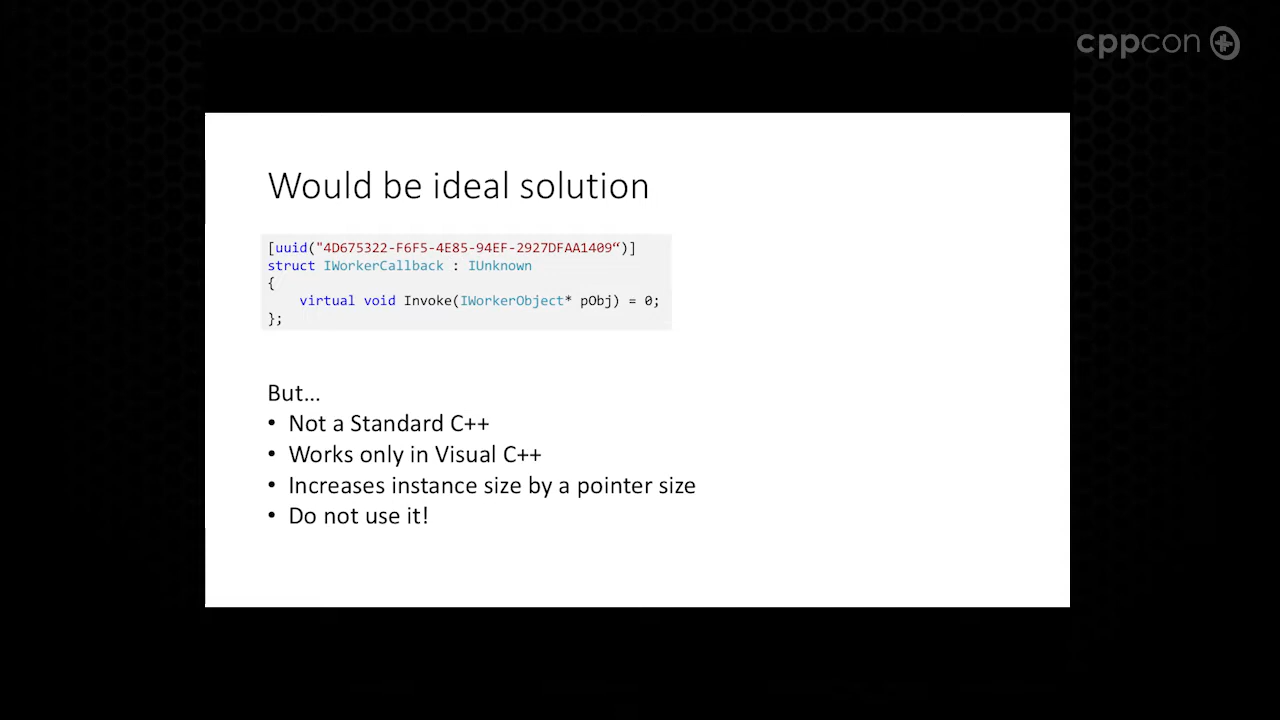 cppcon
Would be ideal solution
[uuid("4D675322-F6F5-4E85-94EF-2927DFAA1409“)]
struct IWorkerCallback : IUnknown
{
    virtual void Invoke(IWorkerObject* pObj) = 0;
};
But...
• Not a Standard C++
• Works only in Visual C++
• Increases instance size by a pointer size
• Do not use it!